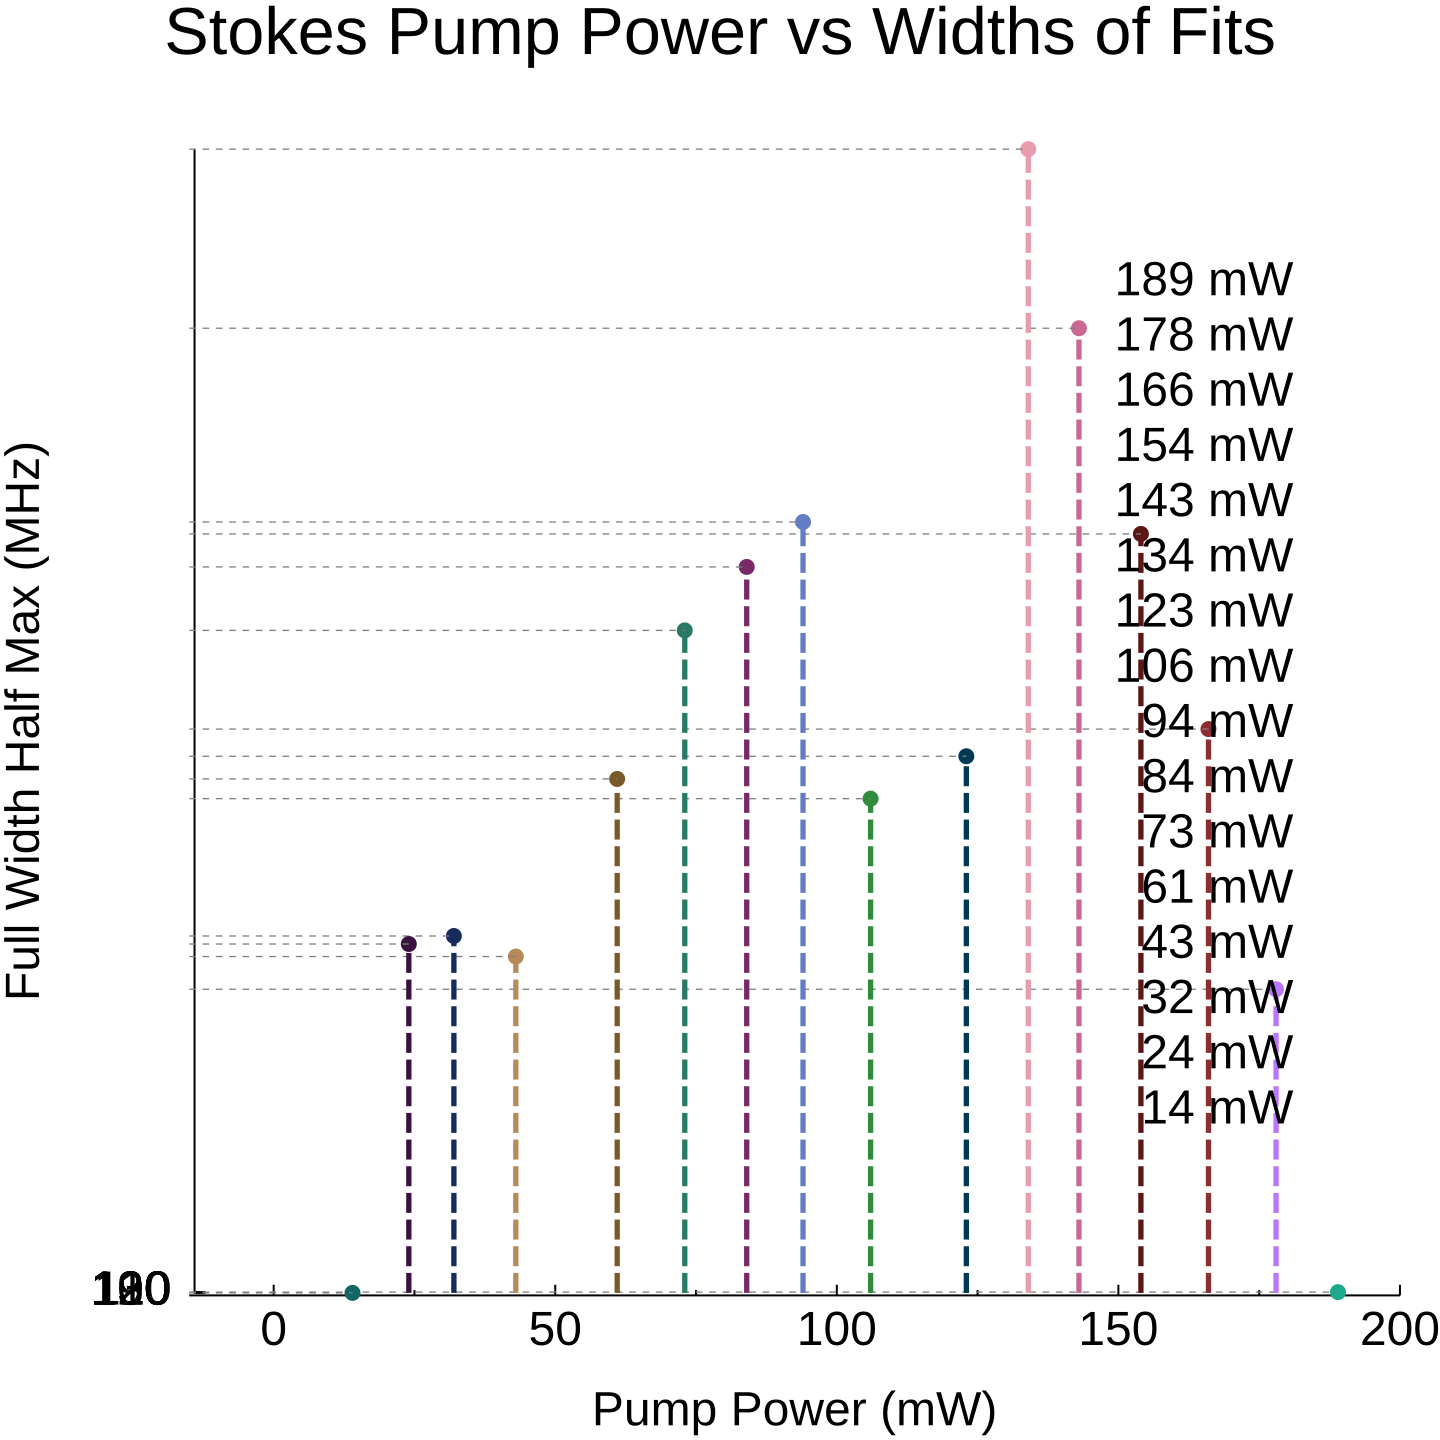 Stokes Pump Power vs Widths of Fits
189 mW
178 mW
166 mW
154 mW
143 mW
134 mW
123 mW
106 mW
94 mW
84 mW
73 mW
61 mW
43 mW
32 mW
24 mW
14 mW
Full Width Half Max (MHz)
0 50 100 150 200
Pump Power (mW)